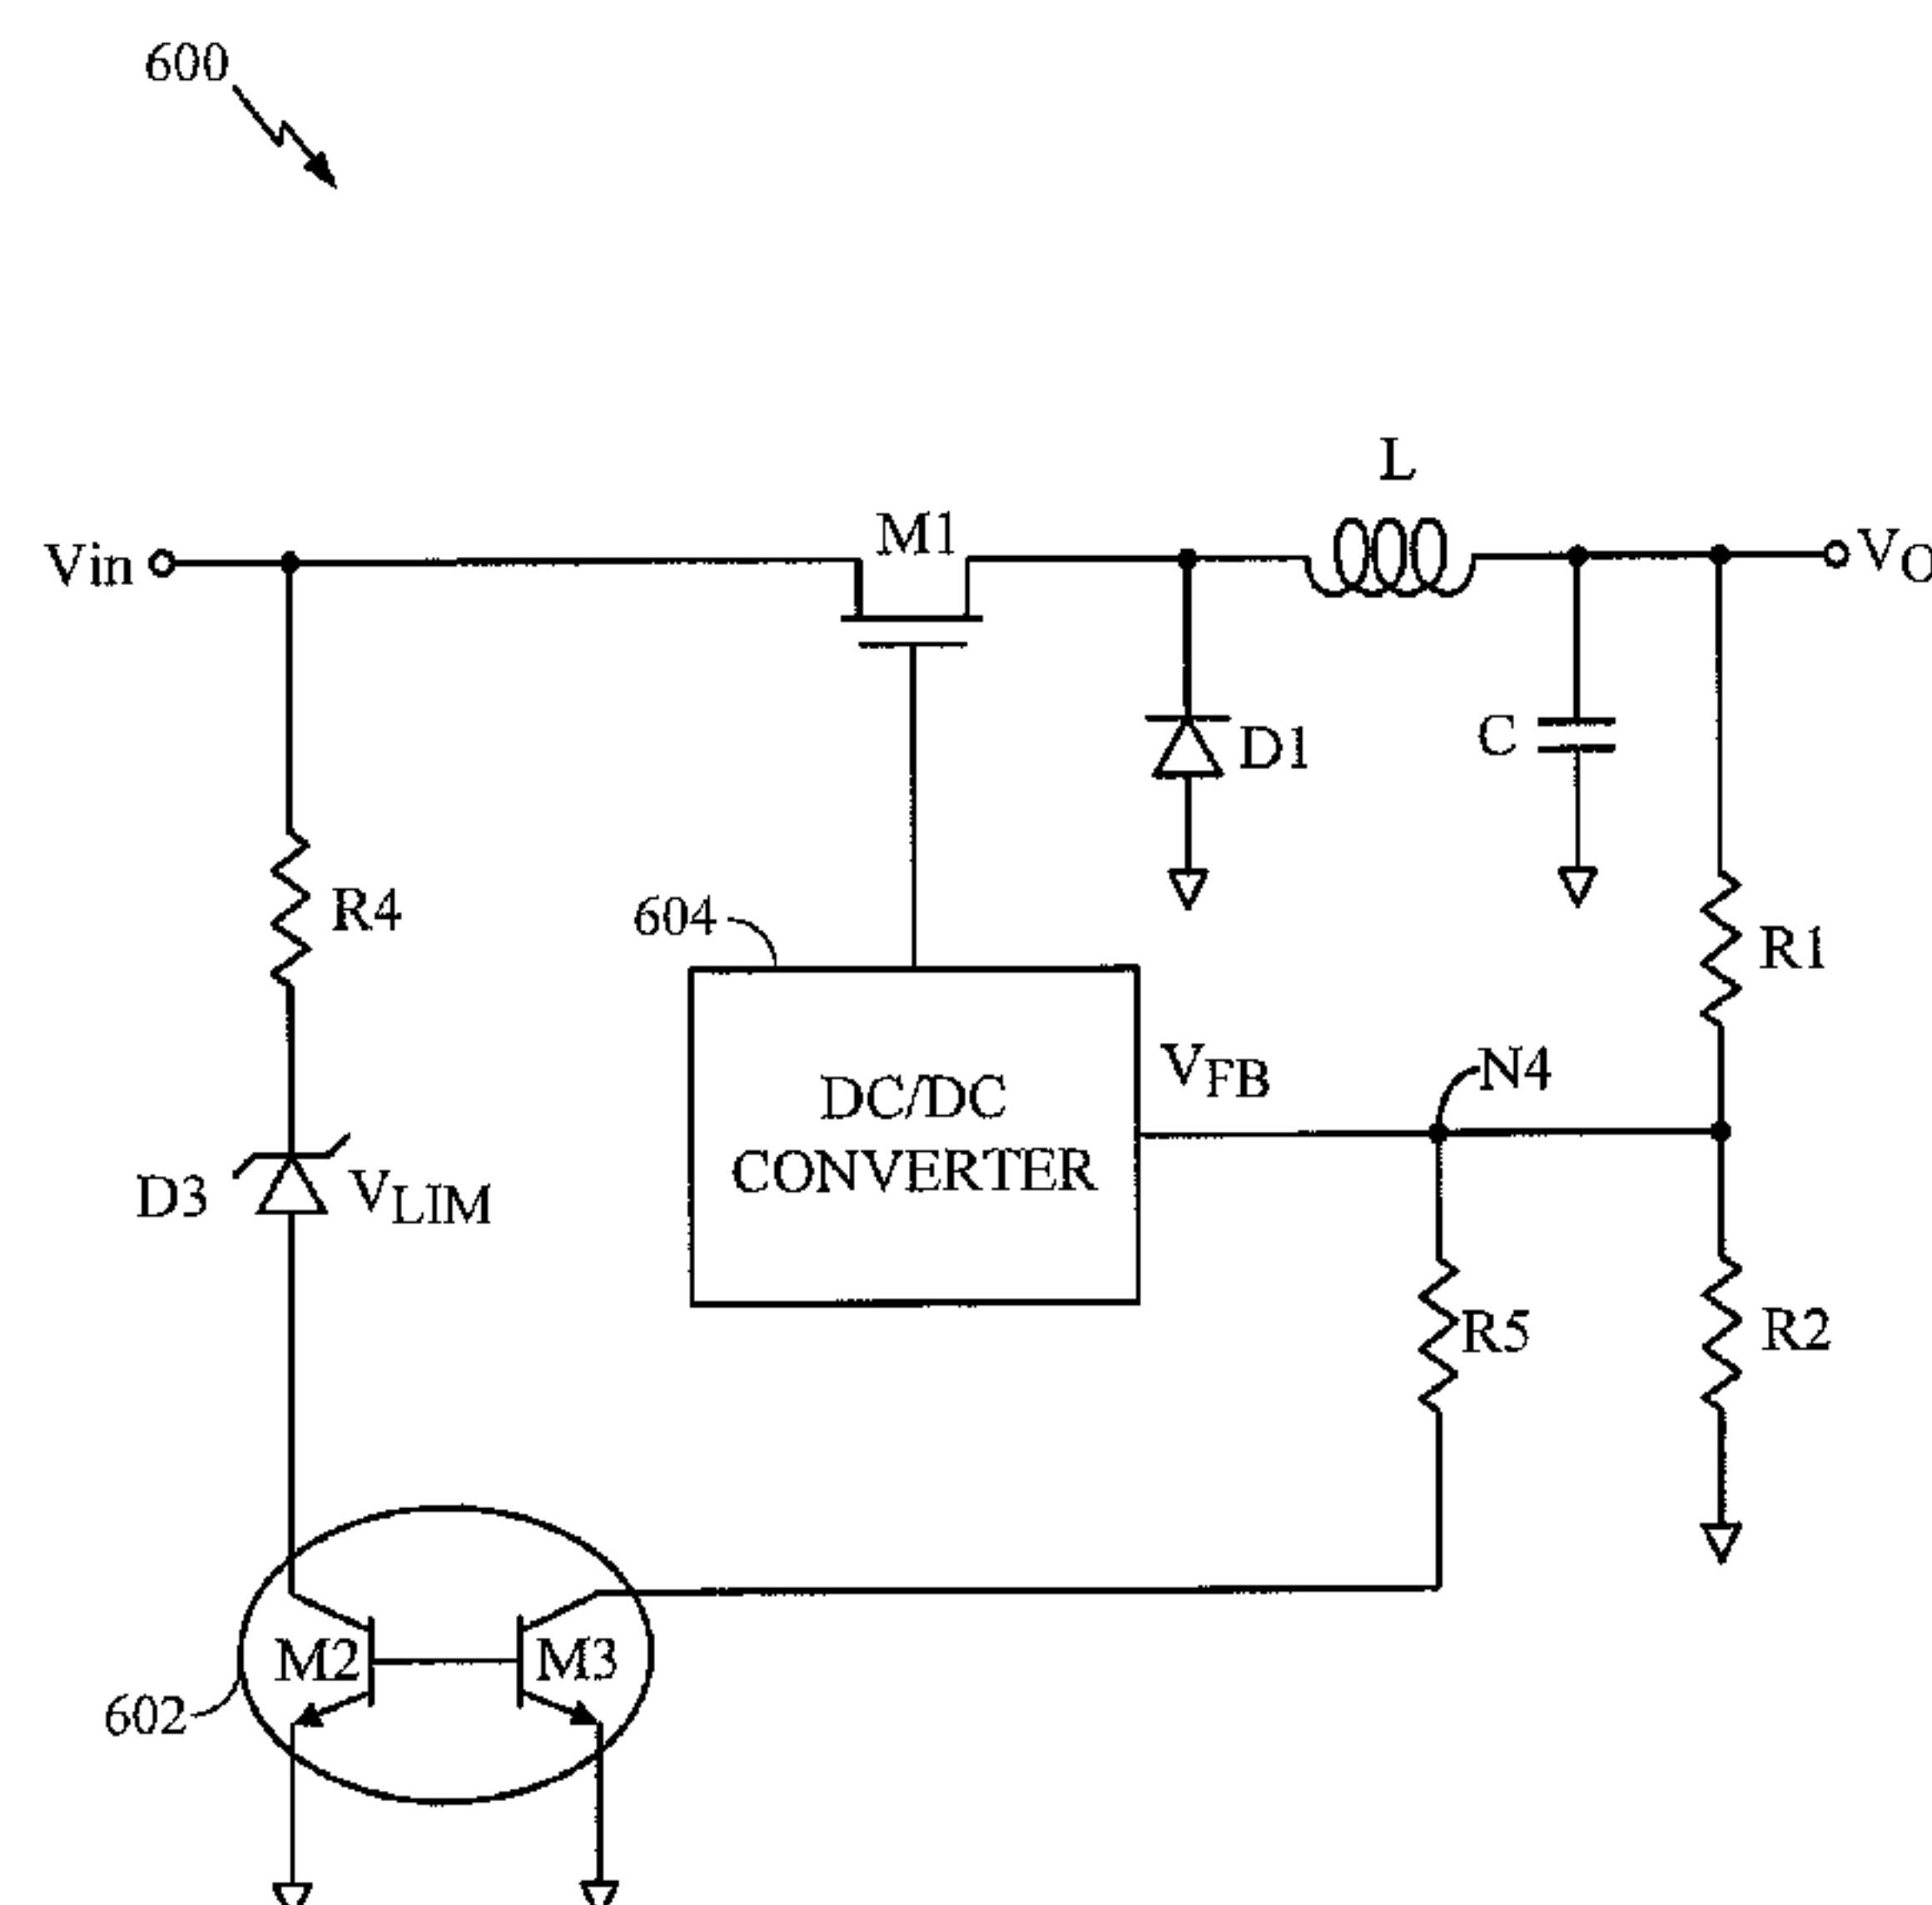 600
L
M1
Vin
VO
D1
C
R4
604
R1
VFB
N4
DC/DC
CONVERTER
D3
VLIM
R5
R2
M2
M3
602